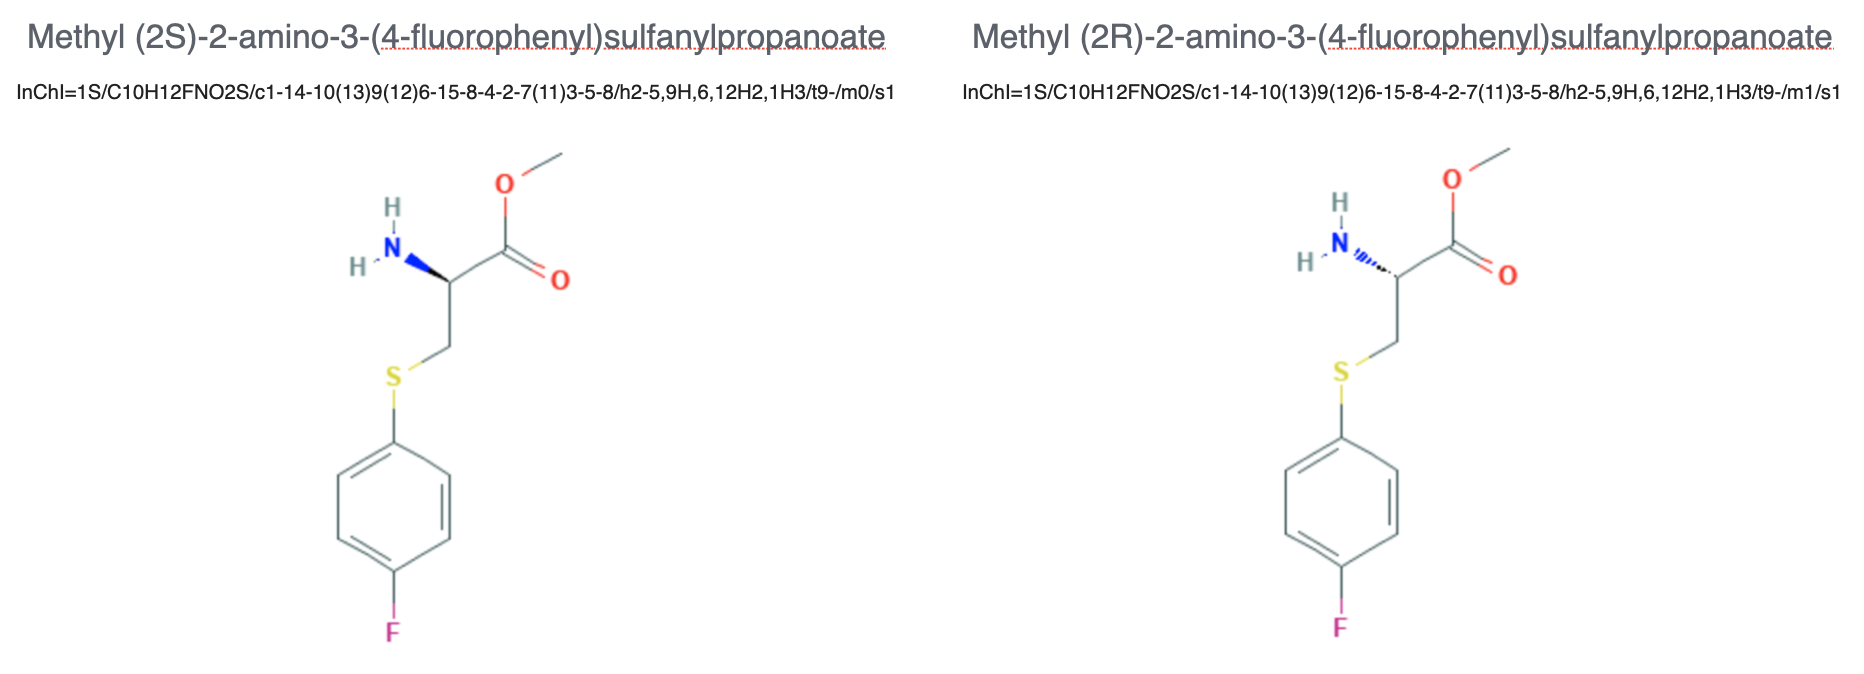 Methyl (2S)-2-amino-3-(4-fluorophenyl)sulfanylpropanoate
InChI=1S/C10H12FNO2S/c1-14-10(13)9(12)6-15-8-4-2-7(11)3-5-8/h2-5,9H,6,12H2,1H3/t9-/m0/s1
O
H
N
H
O
S
F
Methyl (2R)-2-amino-3-(4-fluorophenyl)sulfanylpropanoate
InChI=1S/C10H12FNO2S/c1-14-10(13)9(12)6-15-8-4-2-7(11)3-5-8/h2-5,9H,6,12H2,1H3/t9-/m1/s1
O
H
N
H
O
S
F